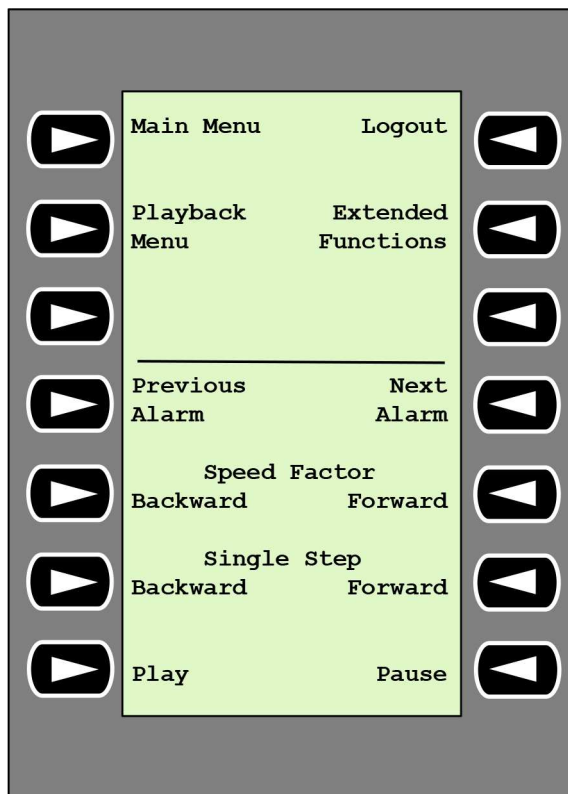 Main Menu Logout
Playback Extended
Menu Functions
Previous Next
Alarm Alarm
Speed Factor
Backward Forward
Single Step
Backward Forward
Play Pause